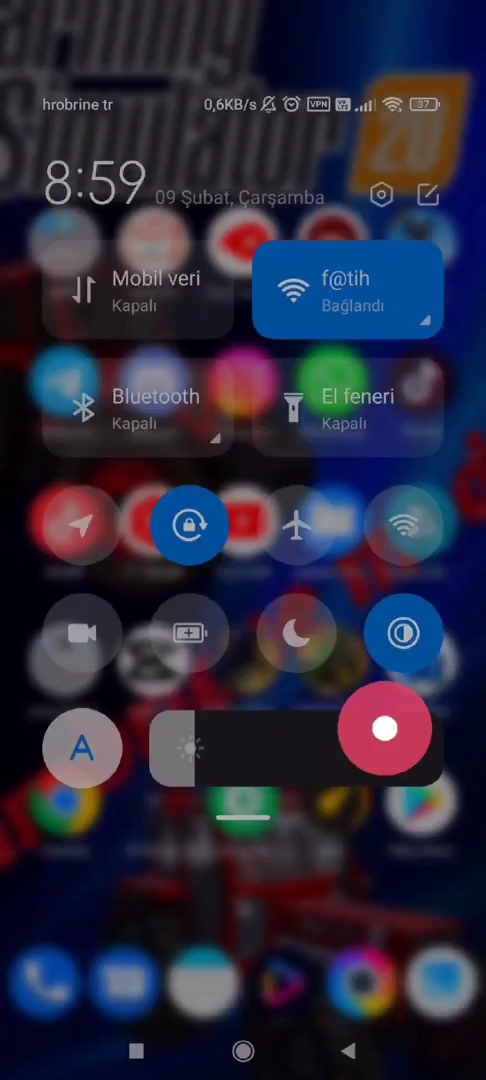 hrobrine tr 0,6KB/s VPN 37
8:59 09 Şubat, Çarşamba
Mobil veri
Kapalı
f@tih
Bağlandı
Bluetooth
Kapalı
El feneri
Kapalı
A
20